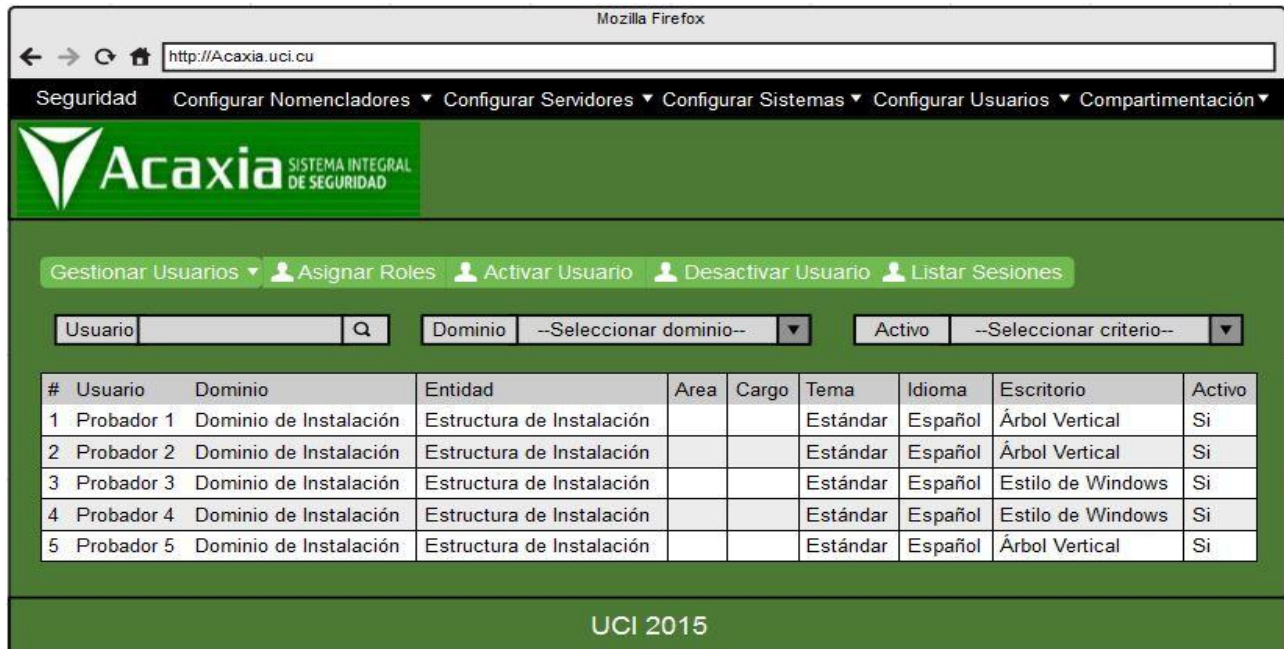 Mozilla Firefox
http://Acaxia.uci.cu
Seguridad Configurar Nomencladores Configurar Servidores Configurar Sistemas Configurar Usuarios Compartimentación
Acaxia SISTEMA INTEGRAL DE SEGURIDAD
Gestionar Usuarios Asignar Roles Activar Usuario Desactivar Usuario Listar Sesiones
Usuario Dominio --Seleccionar dominio-- Activo --Seleccionar criterio--
# Usuario Dominio Entidad Area Cargo Tema Idioma Escritorio Activo
1 Probador 1 Dominio de Instalación Estructura de Instalación Estándar Español Árbol Vertical Si
2 Probador 2 Dominio de Instalación Estructura de Instalación Estándar Español Árbol Vertical Si
3 Probador 3 Dominio de Instalación Estructura de Instalación Estándar Español Estilo de Windows Si
4 Probador 4 Dominio de Instalación Estructura de Instalación Estándar Español Estilo de Windows Si
5 Probador 5 Dominio de Instalación Estructura de Instalación Estándar Español Árbol Vertical Si
UCI 2015